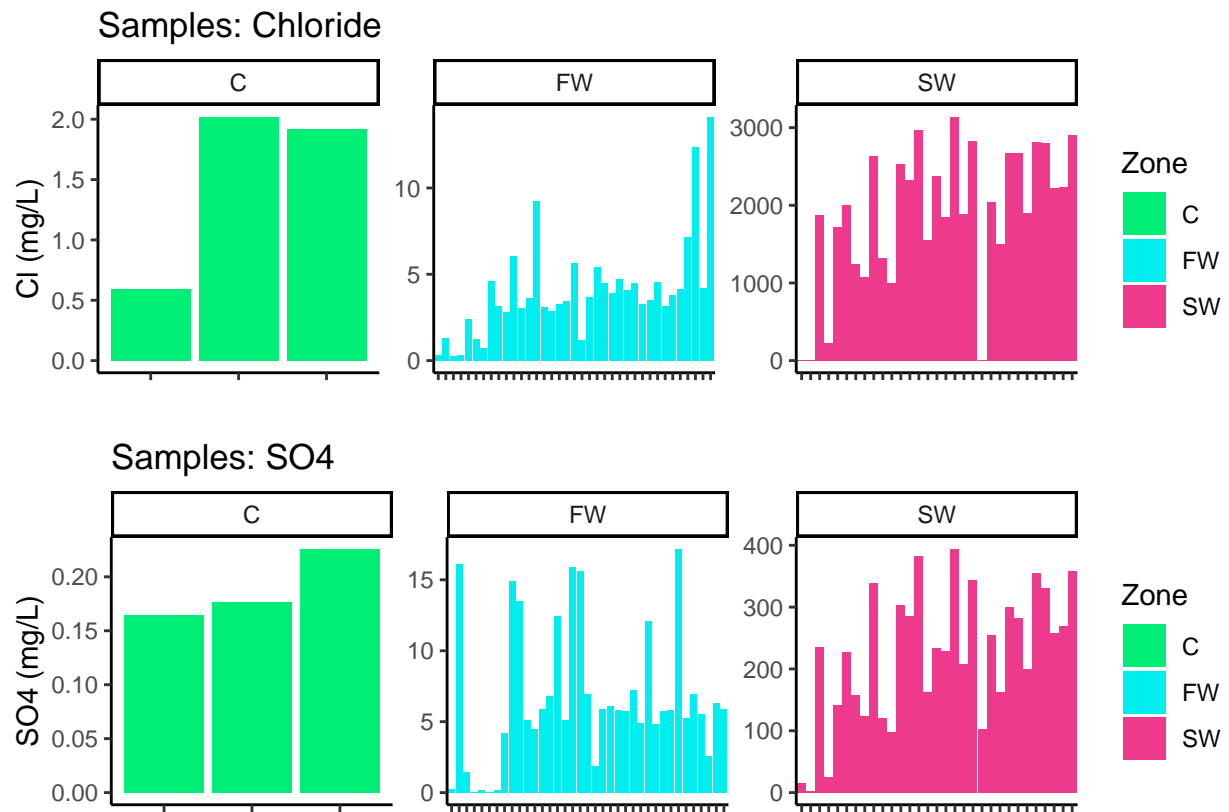 Samples: Chloride
C FW SW
Cl (mg/L)
2.0
1.5
1.0
0.5
0.0
10
5
0
3000
2000
1000
0
Zone
C
FW
SW
Samples: SO4
C FW SW
SO4 (mg/L)
0.20
0.15
0.10
0.05
0.00
15
10
5
0
400
300
200
100
0
Zone
C
FW
SW